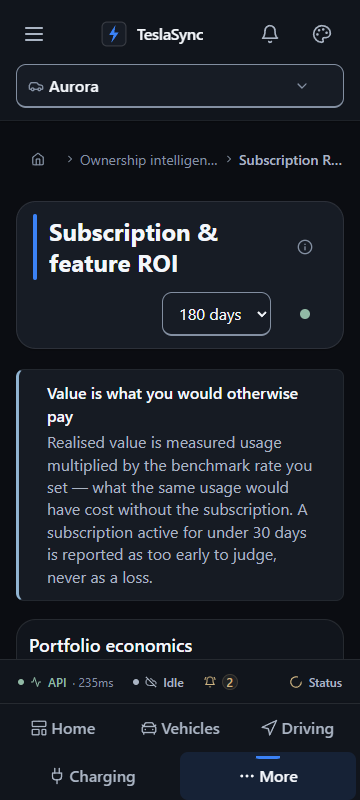 TeslaSync
Aurora
Ownership intelligen... Subscription R...
Subscription &
feature ROI
180 days
Value is what you would otherwise
pay
Realised value is measured usage
multiplied by the benchmark rate you
set — what the same usage would
have cost without the subscription. A
subscription active for under 30 days
is reported as too early to judge,
never as a loss.
Portfolio economics
API · 235ms Idle 2 Status
Home Vehicles Driving
Charging More